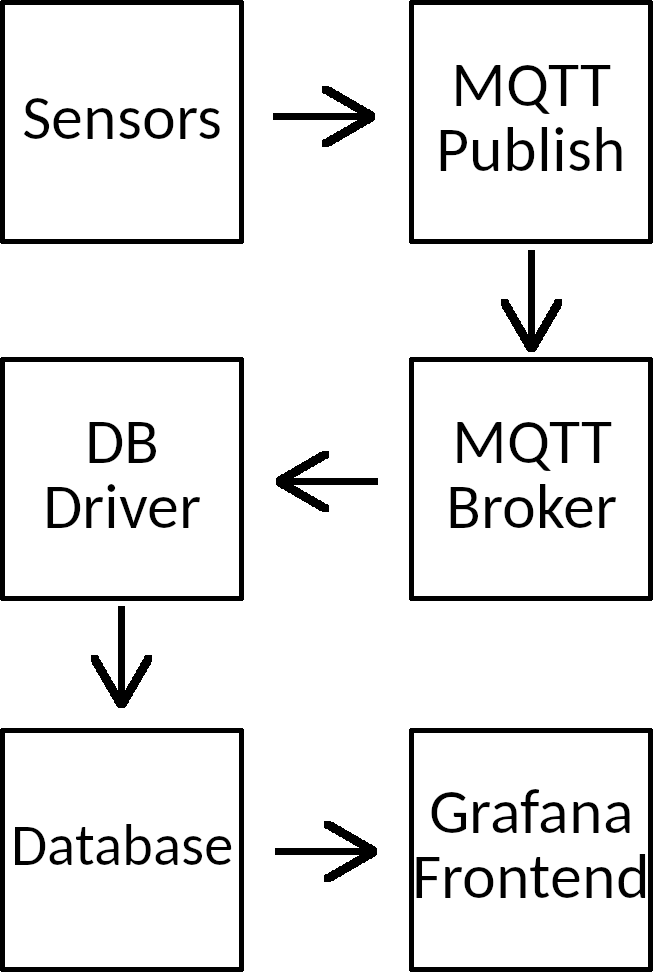 Sensors
MQTT
Publish
DB
Driver
MQTT
Broker
Database
Grafana
Frontend